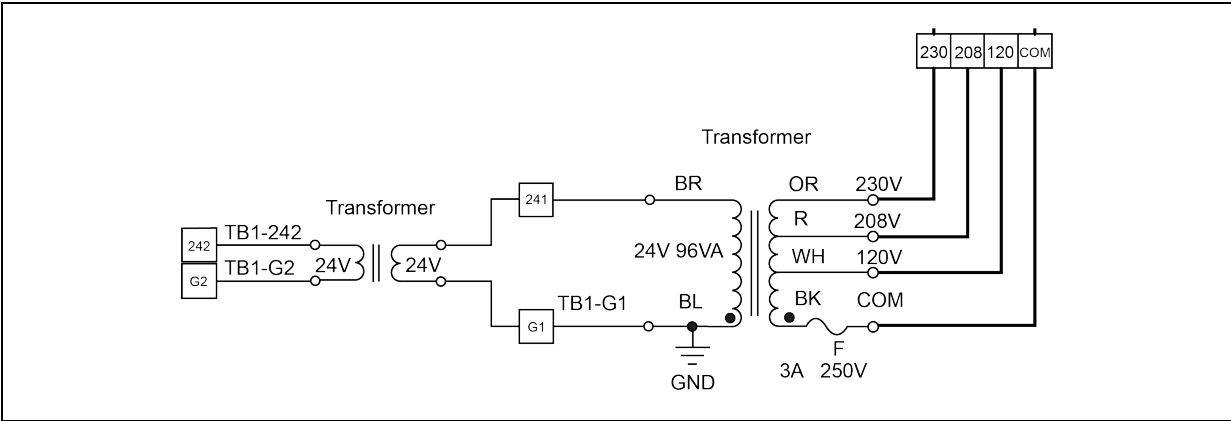 230 208 120 COM
Transformer
BR OR 230V
Transformer
241
R 208V
242 TB1-242
24V 96VA
WH 120V
TB1-G2 24V 24V
G2
TB1-G1 BL BK COM
G1
F
GND
3A 250V